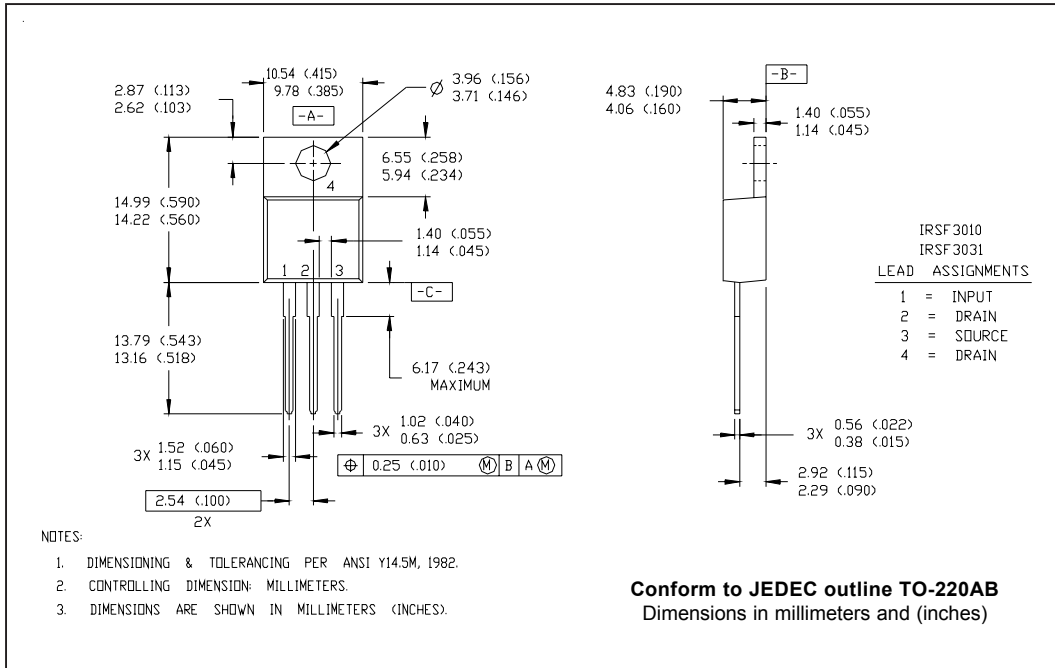 10.54 (.415)
9.78 (.385)
2.87 (.113)
2.62 (.103)
-A-
Ø 3.96 (.156)
3.71 (.146)
4
6.55 (.258)
5.94 (.234)
14.99 (.590)
14.22 (.560)
1.40 (.055)
1.14 (.045)
1 2 3
-C-
13.79 (.543)
13.16 (.518)
6.17 (.243)
MAXIMUM
3X 1.02 (.040)
0.63 (.025)
3X 1.52 (.060)
1.15 (.045)
⌖ 0.25 (.010) Ⓜ B A Ⓜ
2.54 (.100)
2X
-B-
4.83 (.190)
4.06 (.160)
1.40 (.055)
1.14 (.045)
IRSF3010
IRSF3031
LEAD ASSIGNMENTS
1 = INPUT
2 = DRAIN
3 = SOURCE
4 = DRAIN
3X 0.56 (.022)
0.38 (.015)
2.92 (.115)
2.29 (.090)
NOTES:
1. DIMENSIONING & TOLERANCING PER ANSI Y14.5M, 1982.
2. CONTROLLING DIMENSION: MILLIMETERS.
3. DIMENSIONS ARE SHOWN IN MILLIMETERS (INCHES).
Conform to JEDEC outline TO-220AB
Dimensions in millimeters and (inches)